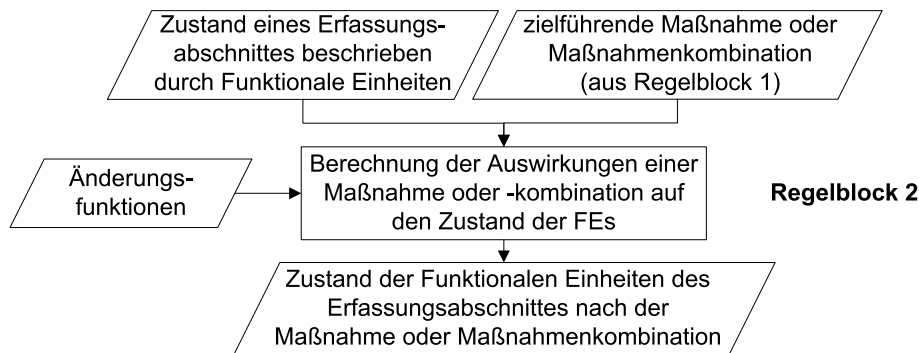 Zustand eines Erfassungs-
abschnittes beschrieben
durch Funktionale Einheiten
zielführende Maßnahme oder
Maßnahmenkombination
(aus Regelblock 1)
Änderungs-
funktionen
Berechnung der Auswirkungen einer
Maßnahme oder -kombination auf
den Zustand der FEs
Regelblock 2
Zustand der Funktionalen Einheiten des
Erfassungsabschnittes nach der
Maßnahme oder Maßnahmenkombination